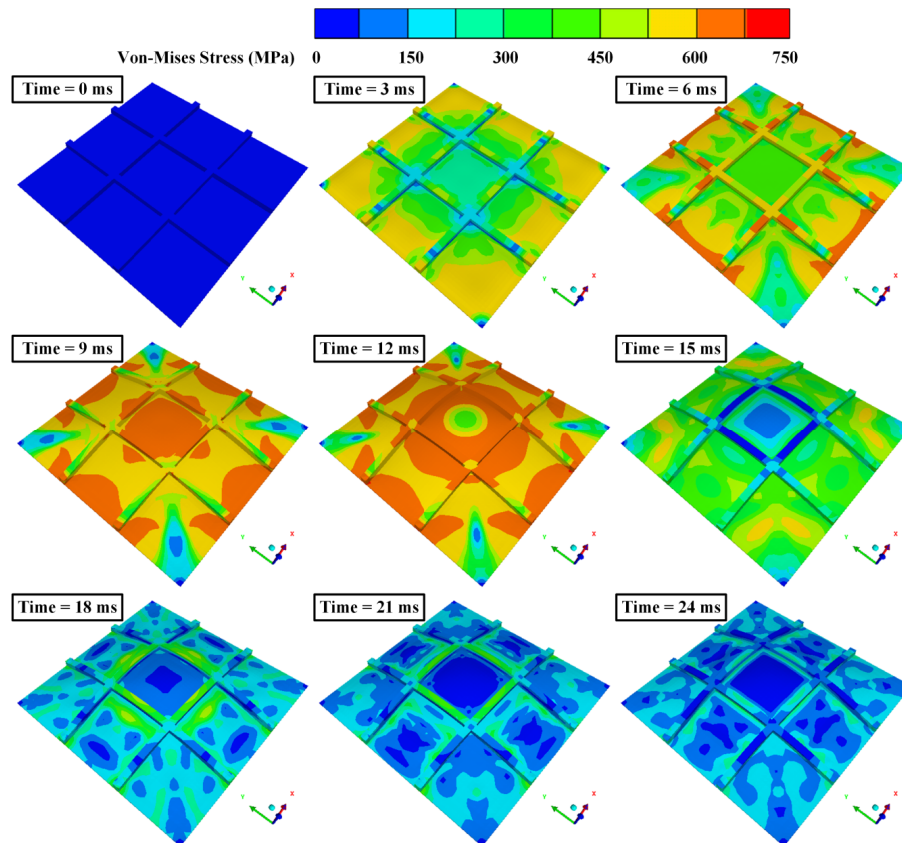 Von-Mises Stress (MPa) 0 150 300 450 600 750
Time = 0 ms
Time = 3 ms
Time = 6 ms
Y X
Y X
Y X
Time = 9 ms
Time = 12 ms
Time = 15 ms
Y X
Y X
Y X
Time = 18 ms
Time = 21 ms
Time = 24 ms
Y X
Y X
Y X